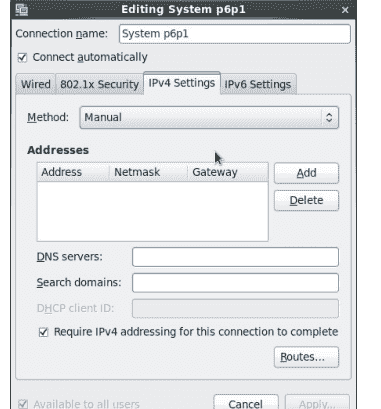 Editing System p6p1
Connection name: System p6p1
Connect automatically
Wired 802.1x Security IPv4 Settings IPv6 Settings
Method: Manual
Addresses
Address Netmask Gateway
Add
Delete
DNS servers:
Search domains:
DHCP client ID:
Require IPv4 addressing for this connection to complete
Routes...
Available to all users Cancel Apply...